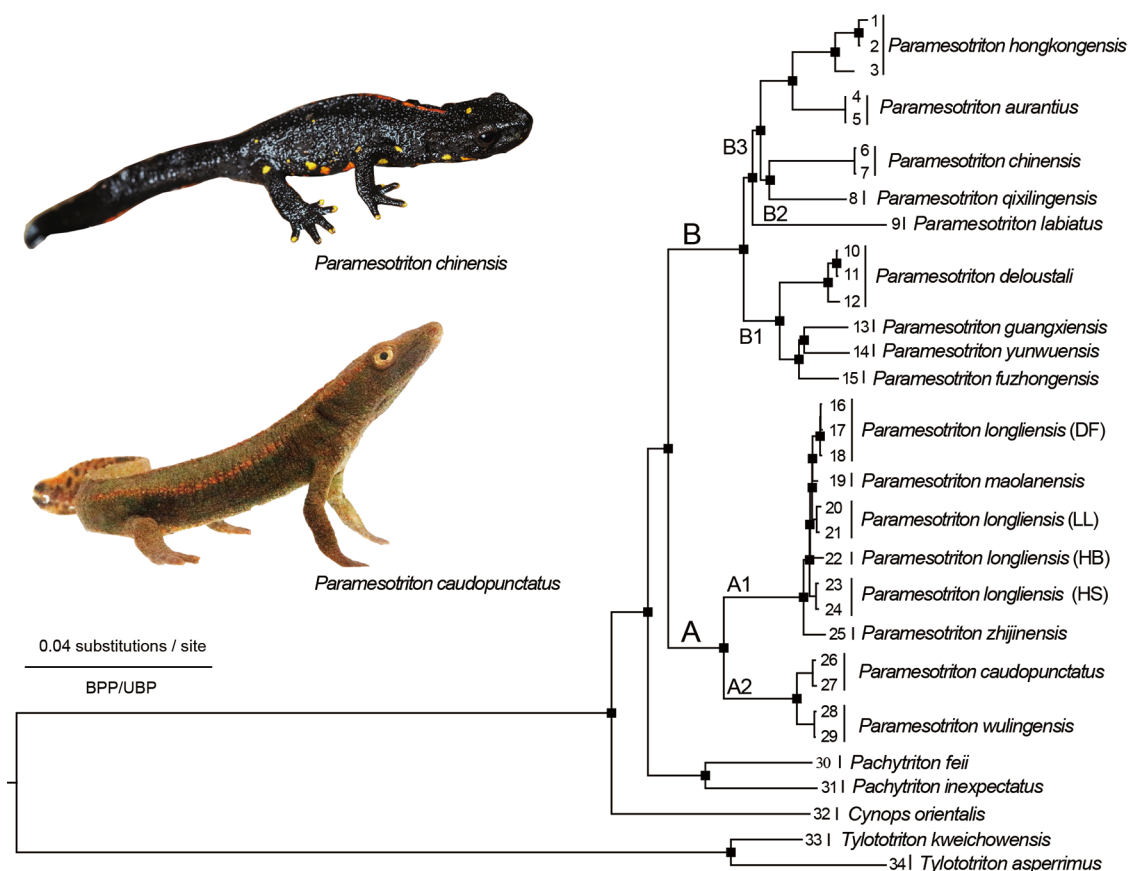 Paramesotriton chinensis
Paramesotriton caudopunctatus
0.04 substitutions / site
BPP/UBP
B
B3
B2
B1
A
A1
A2
1
2 Paramesotriton hongkongensis
3
4 Paramesotriton aurantius
5
6 Paramesotriton chinensis
7
8 Paramesotriton qixilingensis
9 Paramesotriton labiatus
10
11 Paramesotriton deloustali
12
13 Paramesotriton guangxiensis
14 Paramesotriton yunwuensis
15 Paramesotriton fuzhongensis
16
17 Paramesotriton longliensis (DF)
18
19 Paramesotriton maolanensis
20 Paramesotriton longliensis (LL)
21
22 Paramesotriton longliensis (HB)
23 Paramesotriton longliensis (HS)
24
25 Paramesotriton zhijinensis
26 Paramesotriton caudopunctatus
27
28 Paramesotriton wulingensis
29
30 Pachytriton feii
31 Pachytriton inexpectatus
32 Cynops orientalis
33 Tylototriton kweichowensis
34 Tylototriton asperrimus